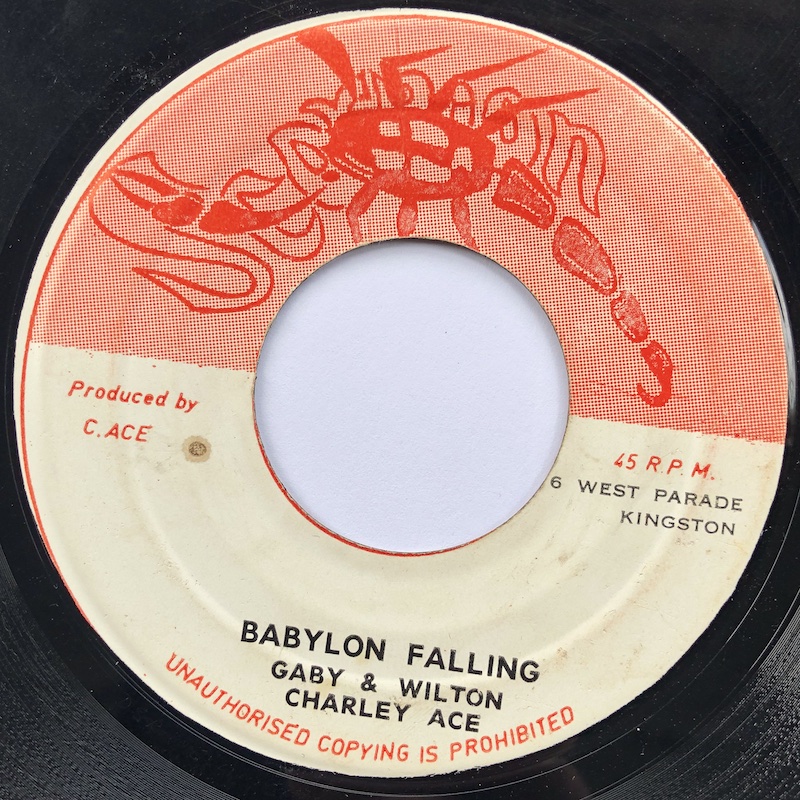 Produced by
C. ACE
45 R.P.M.
6 WEST PARADE
KINGSTON
BABYLON FALLING
GABY & WILTON
CHARLEY ACE
UNAUTHORISED COPYING IS PROHIBITED